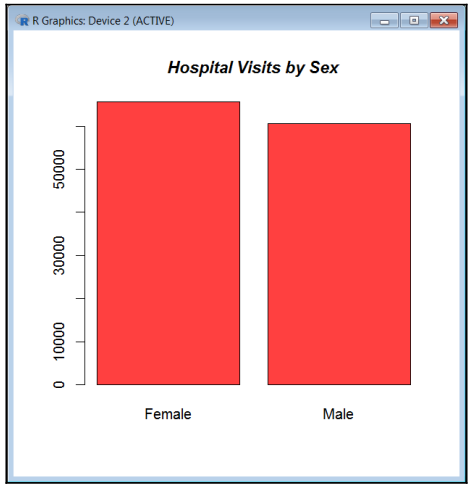 R Graphics: Device 2 (ACTIVE)
Hospital Visits by Sex
50000
30000
10000
0
Female Male